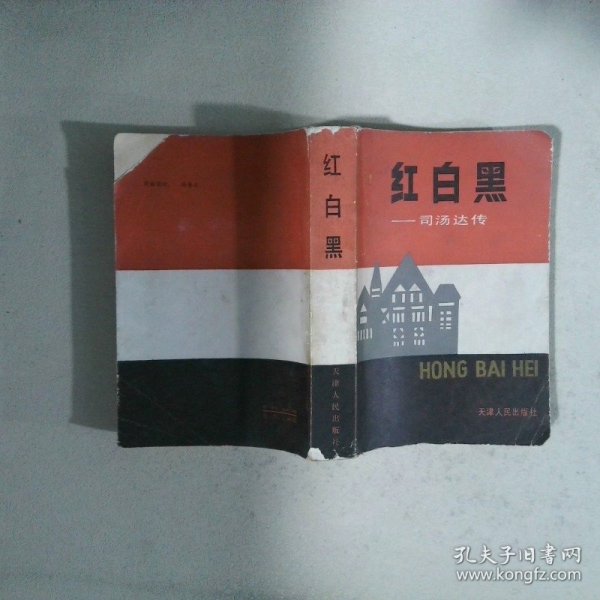 红白黑
——司汤达传
HONG BAI HEI
天津人民出版社
红白黑
天津人民出版社
孔夫子旧书网
www.kongfz.com